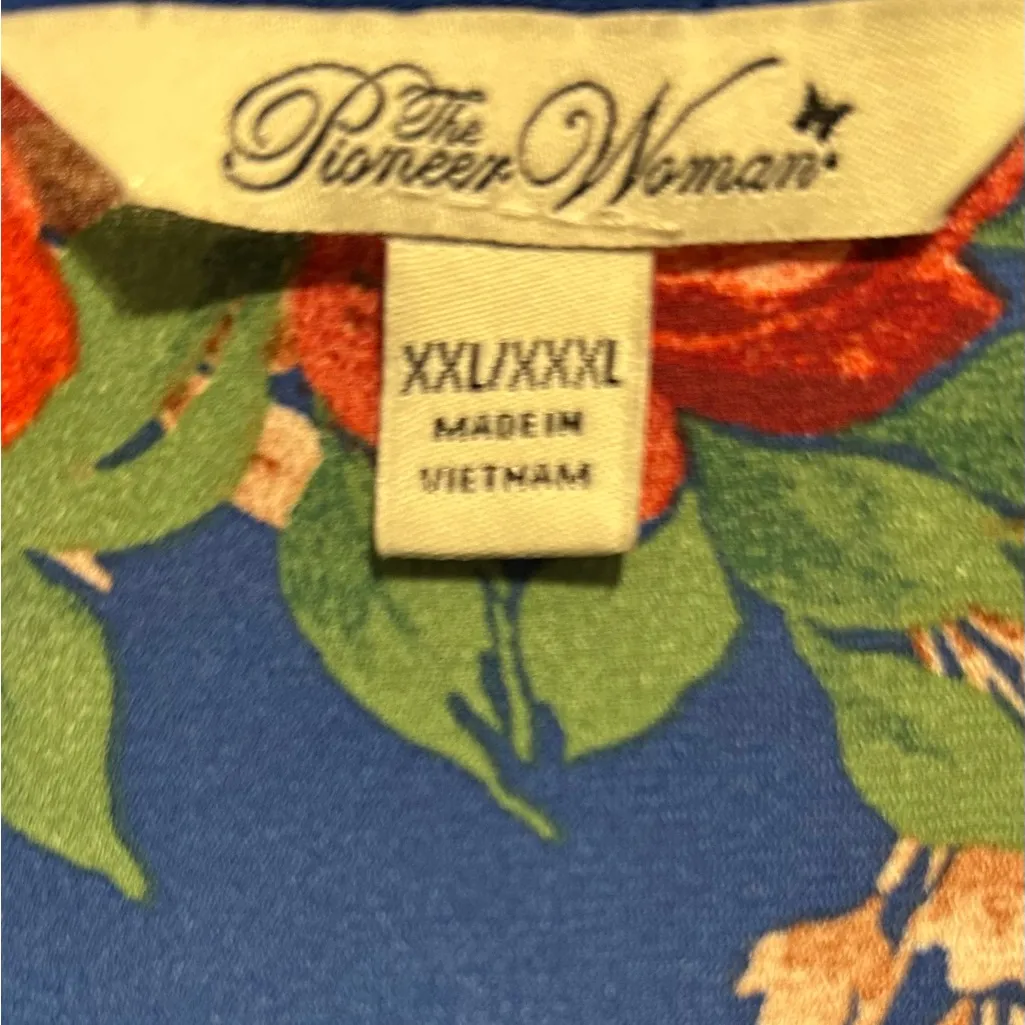 The
Pioneer Woman
XXL/XXXL
MADE IN
VIETNAM